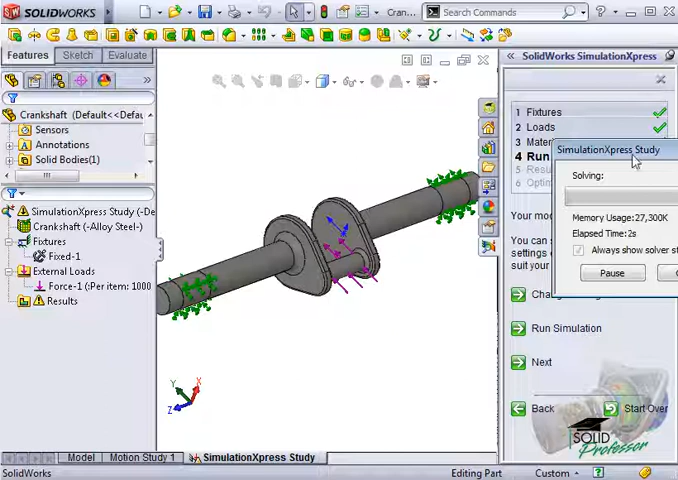 SOLIDWORKS
Cran...
Search Commands
Features
Sketch
Evaluate
SolidWorks SimulationXpress
Crankshaft (Default<<Defau
Sensors
Annotations
Solid Bodies(1)
SimulationXpress Study (-De
Crankshaft (-Alloy Steel-)
Fixtures
Fixed-1
External Loads
Force-1 (:Per item: 1000
Results
1 Fixtures
2 Loads
3 Mater
4 Run
5 Resu
6 Optim
SimulationXpress Study
Solving:
Memory Usage:27,300K
Elapsed Time:2s
Always show solver st
Pause
Your mod
You can s
settings o
suit your
Run Simulation
Next
Back
Start Over
SOLID
Professor
Y
X
Z
Model
Motion Study 1
SimulationXpress Study
SolidWorks
Editing Part
Custom